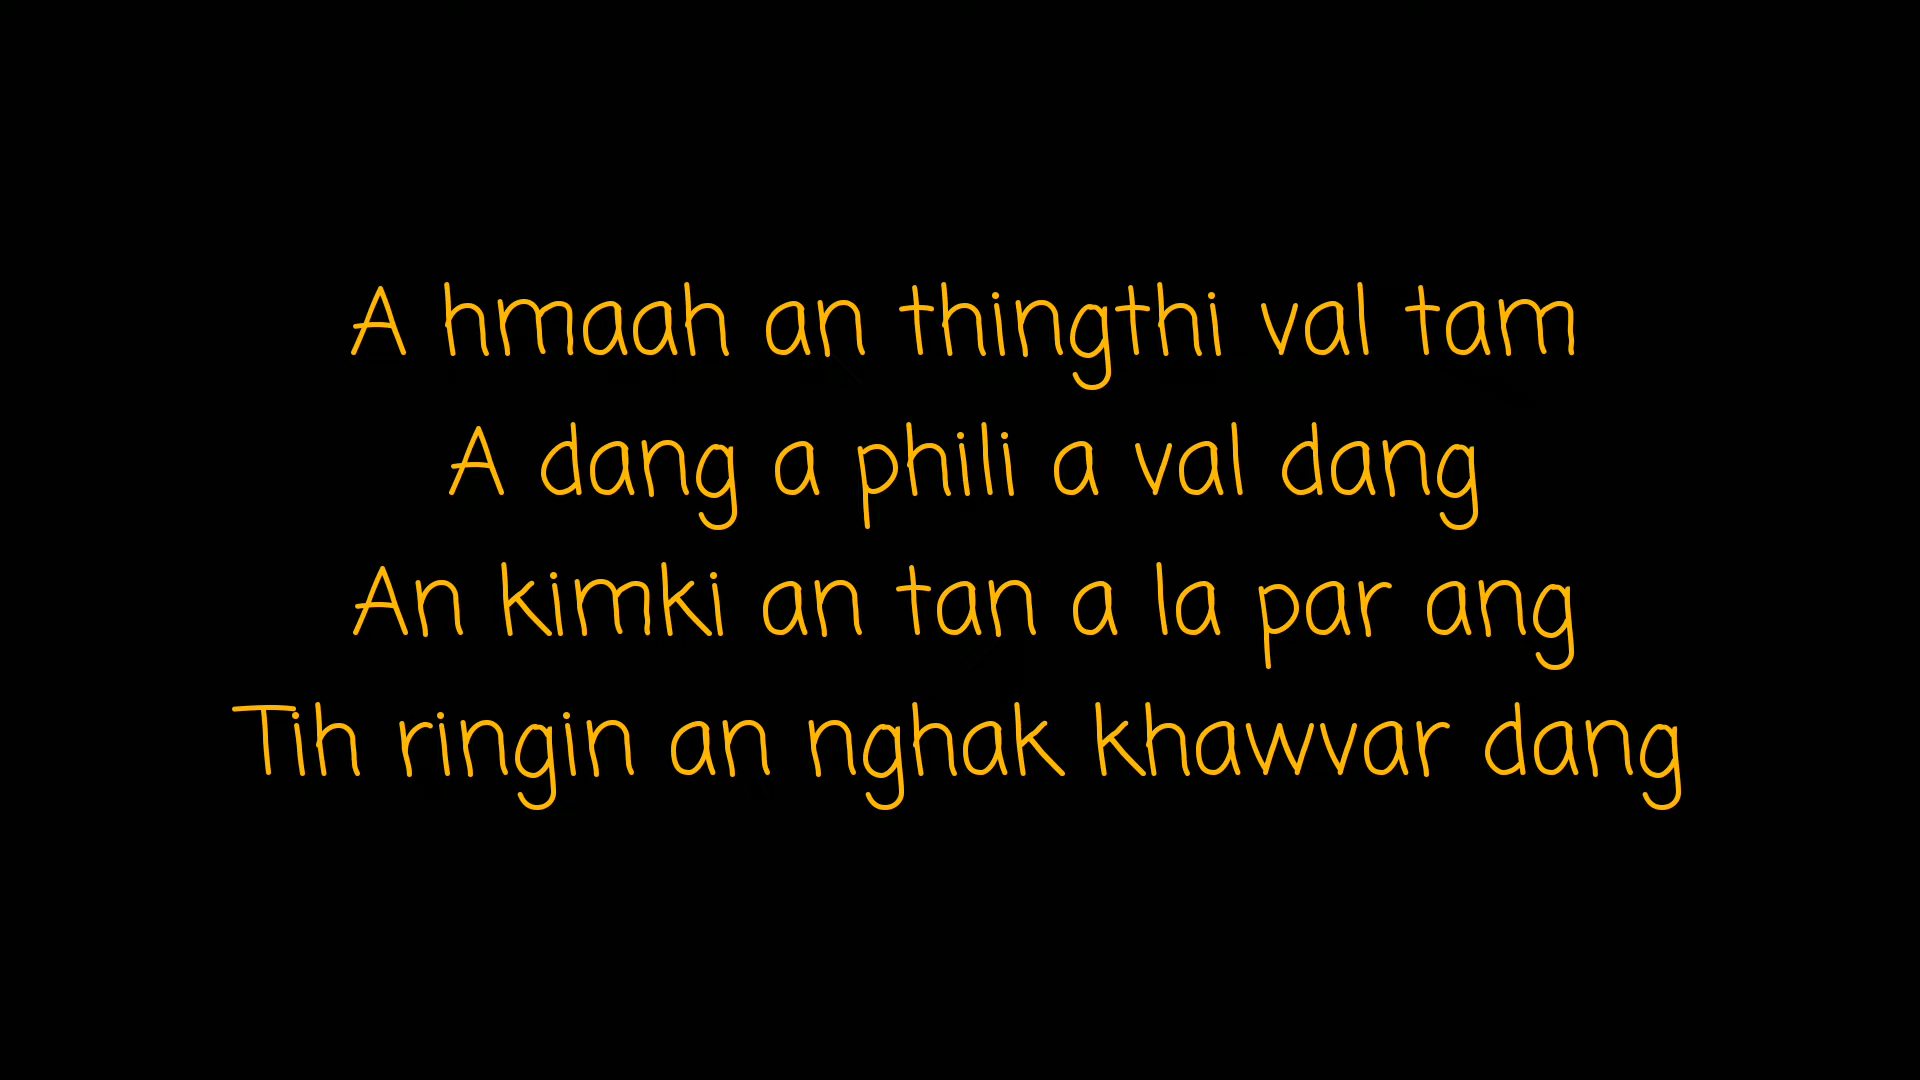 A hmaah an thingthi val tam
A dang a phili a val dang
An kimki an tan a la par ang
Tih ringin an nghak khawvar dang